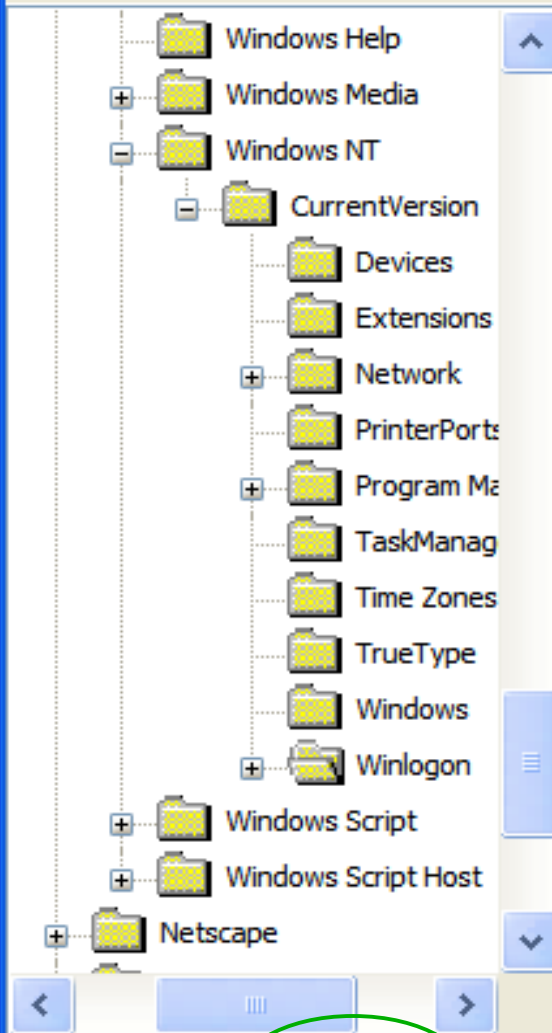 Windows Help
Windows Media
Windows NT
CurrentVersion
Devices
Extensions
Network
PrinterPorts
Program Ma
TaskManag
Time Zones
TrueType
Windows
Winlogon
Windows Script
Windows Script Host
Netscape